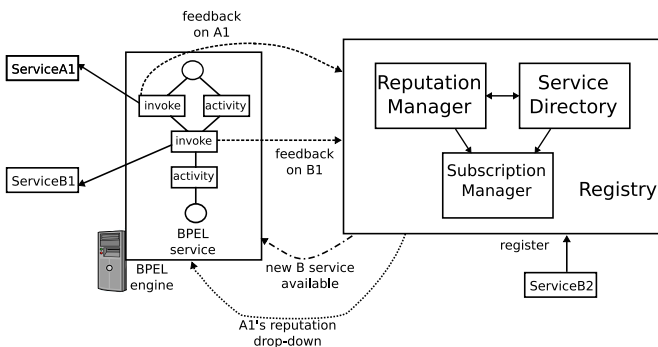 feedback
on A1
ServiceA1
invoke
activity
invoke
activity
ServiceB1
feedback
on B1
BPEL
service
BPEL
engine
Reputation
Manager
Service
Directory
Subscription
Manager
Registry
register
new B service
available
ServiceB2
A1's reputation
drop-down